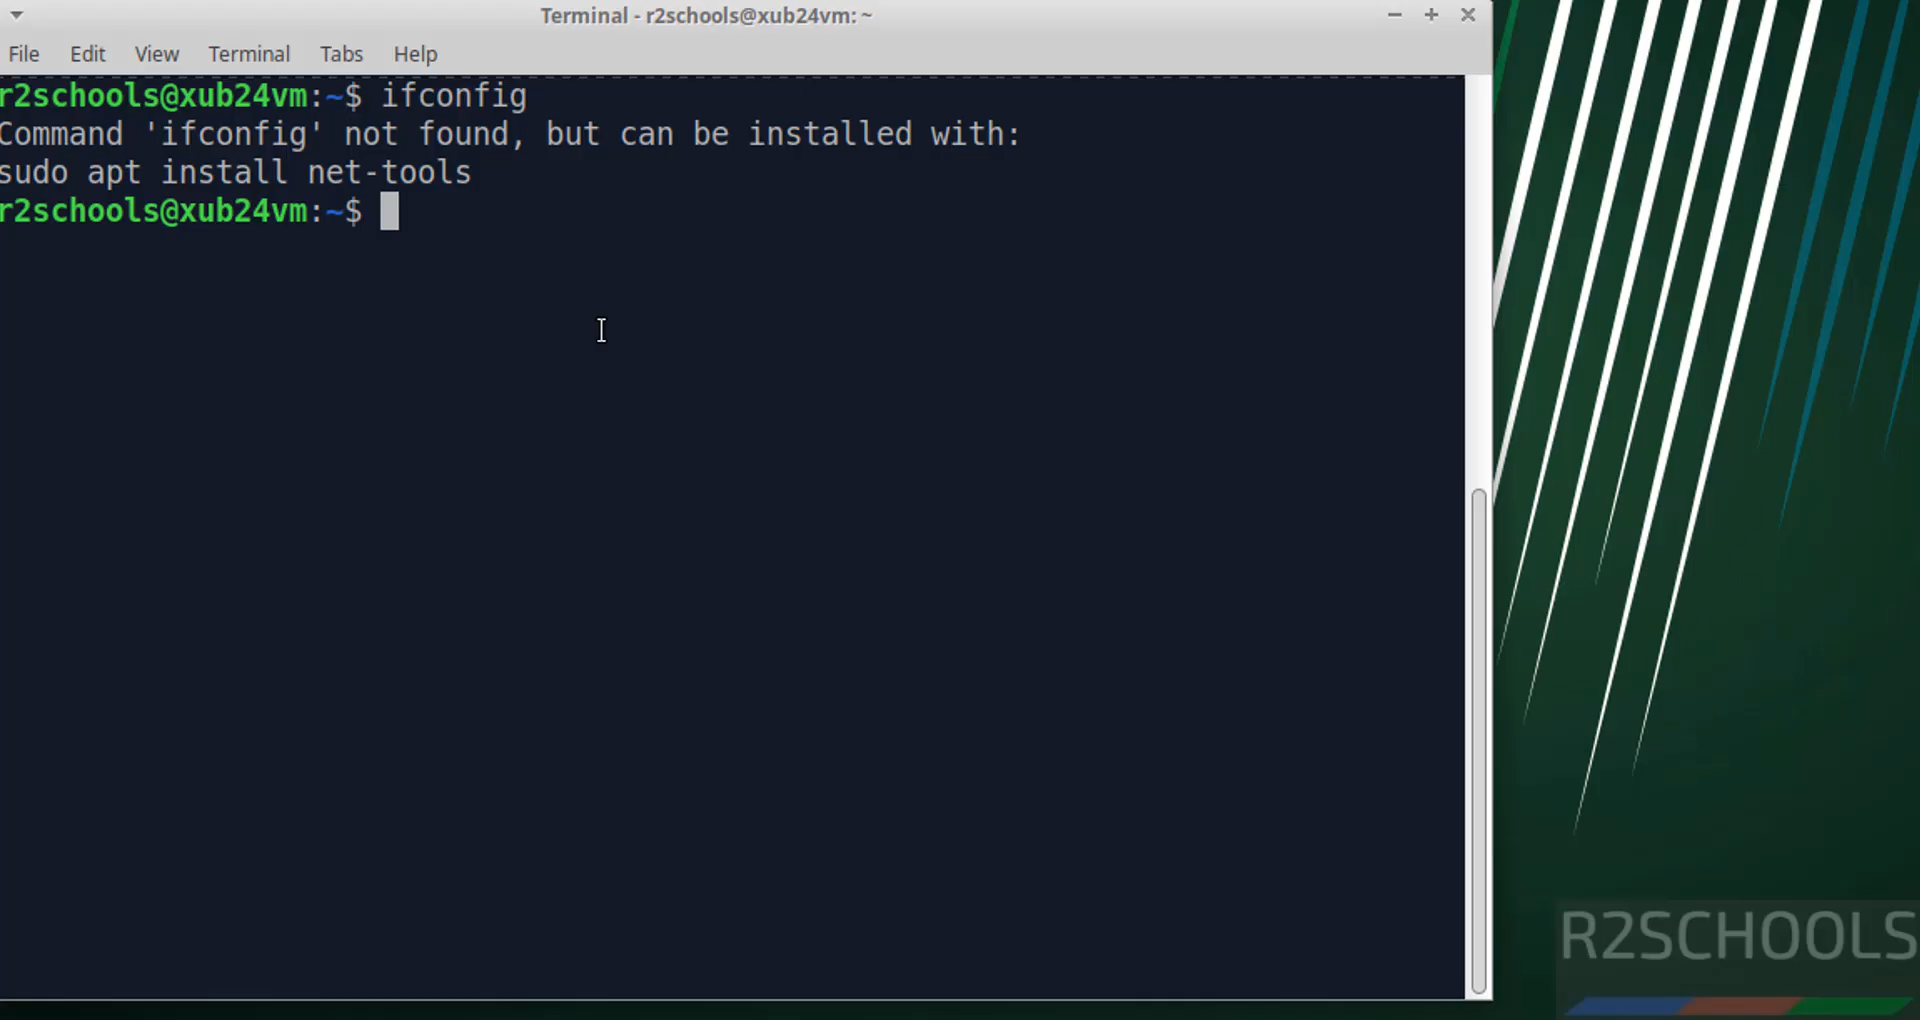 Terminal - r2schools@xub24vm: ~
File Edit View Terminal Tabs Help
r2schools@xub24vm:~$ ifconfig
Command 'ifconfig' not found, but can be installed with:
sudo apt install net-tools
r2schools@xub24vm:~$
R2SCHOOLS